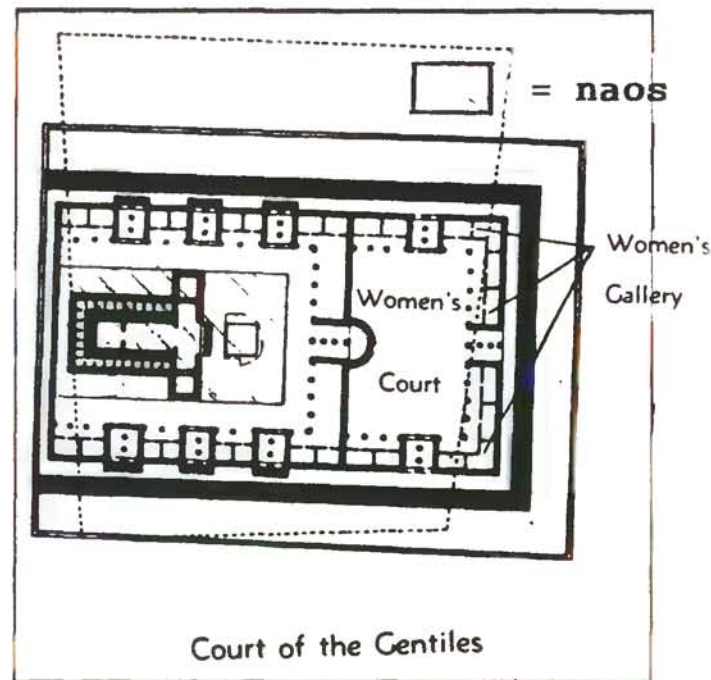 = naos
Women's
Gallery
Women's
Court
Court of the Gentiles